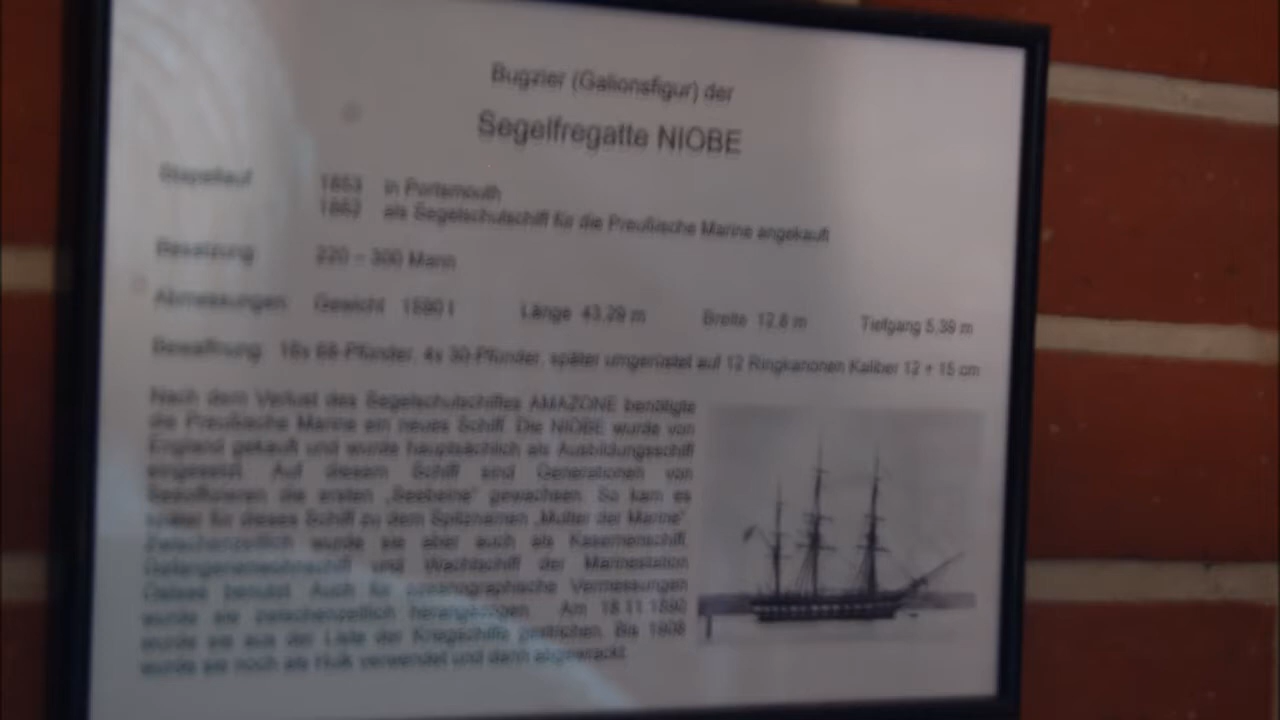 Bugzier (Galionsfigur) der
Segelfregatte NIOBE
Stapellauf 1853 in Portsmouth
1862 als Segelschulschiff für die Preußische Marine angekauft
Besatzung 220 – 300 Mann
Abmessungen Gewicht 1590 t Länge 43,29 m Breite 12,8 m Tiefgang 5,39 m
Bewaffnung 16x 68-Pfünder, 4x 30-Pfünder, später umgerüstet auf 12 Ringkanonen Kaliber 12 + 15 cm
Nach dem Verlust des Segelschulschiffes AMAZONE benötigte
die Preußische Marine ein neues Schiff. Die NIOBE wurde von
England gekauft und wurde hauptsächlich als Ausbildungsschiff
eingesetzt. Auf diesem Schiff sind Generationen von
Seeoffizieren die ersten „Seebeine“ gewachsen. So kam es
später für dieses Schiff zu dem Spitznamen „Mutter der Marine“.
Zwischenzeitlich wurde sie aber auch als Kasernenschiff,
und Wachtschiff der Marinestation
Ostsee benutzt. Auch für ozeanographische Vermessungen
wurde sie zwischenzeitlich herangezogen. Am 18.11.1890
wurde sie aus der Liste der Kriegsschiffe gestrichen. Bis 1908
wurde sie noch als Hulk verwendet und dann abgewrackt.